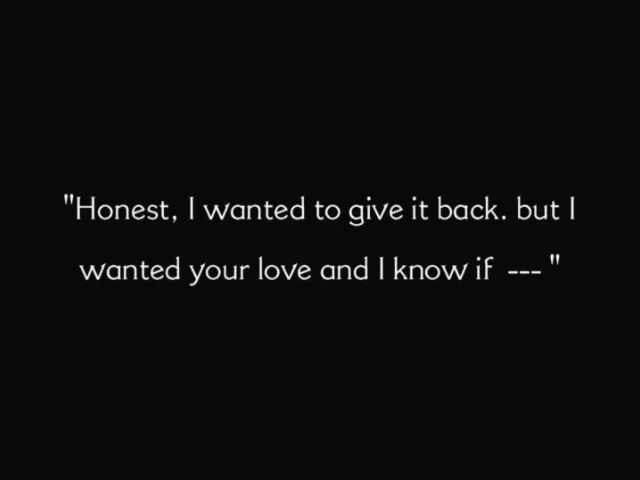 "Honest, I wanted to give it back. but I
wanted your love and I know if --- "